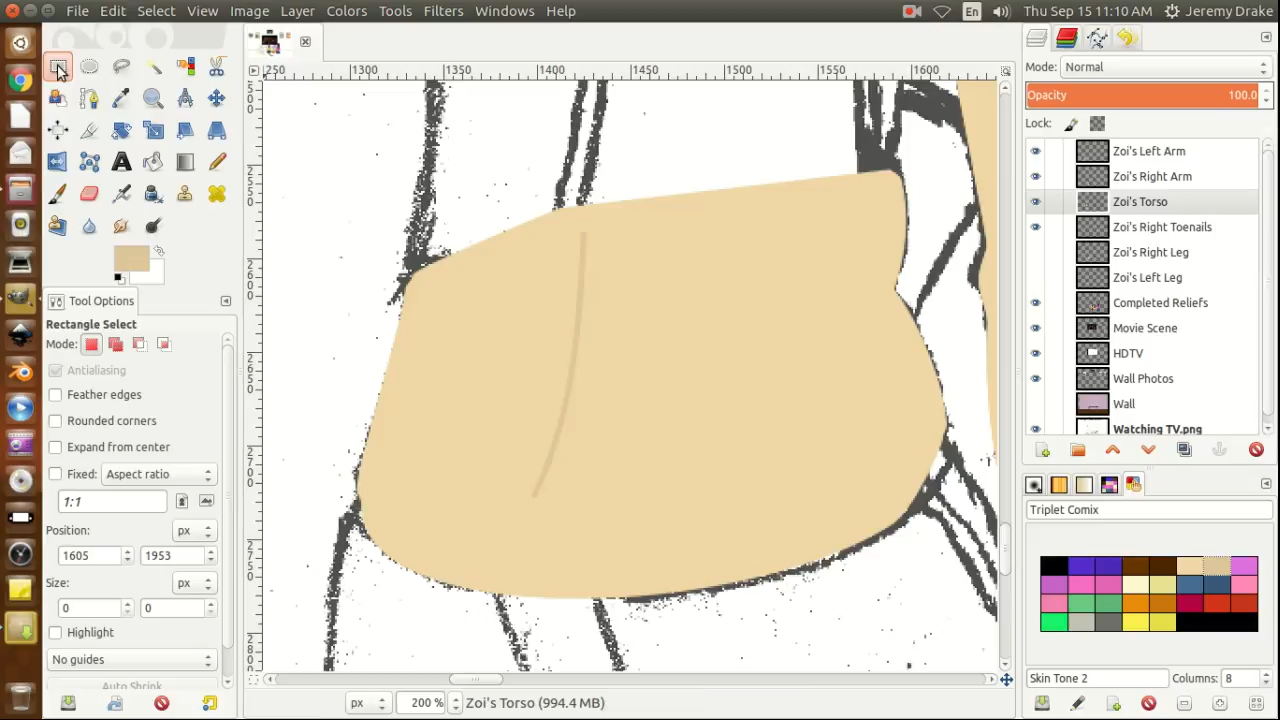 File Edit Select View Image Layer Colors Tools Filters Windows Help
En Thu Sep 15 11:10 AM Jeremy Drake
1250 1300 1350 1400 1450 1500 1550 1600
Mode: Normal
Opacity 100.0
Lock:
Zoi's Left Arm
Zoi's Right Arm
Zoi's Torso
Zoi's Right Toenails
Zoi's Right Leg
Zoi's Left Leg
Completed Reliefs
Movie Scene
HDTV
Wall Photos
Wall
Watching TV.png
Tool Options
Rectangle Select
Mode:
Antialiasing
Feather edges
Rounded corners
Expand from center
Fixed: Aspect ratio
1:1
Position: px
1605 1953
Size: px
0 0
Highlight
No guides
Auto Shrink
Triplet Comix
Skin Tone 2 Columns: 8
px 200 % Zoi's Torso (994.4 MB)